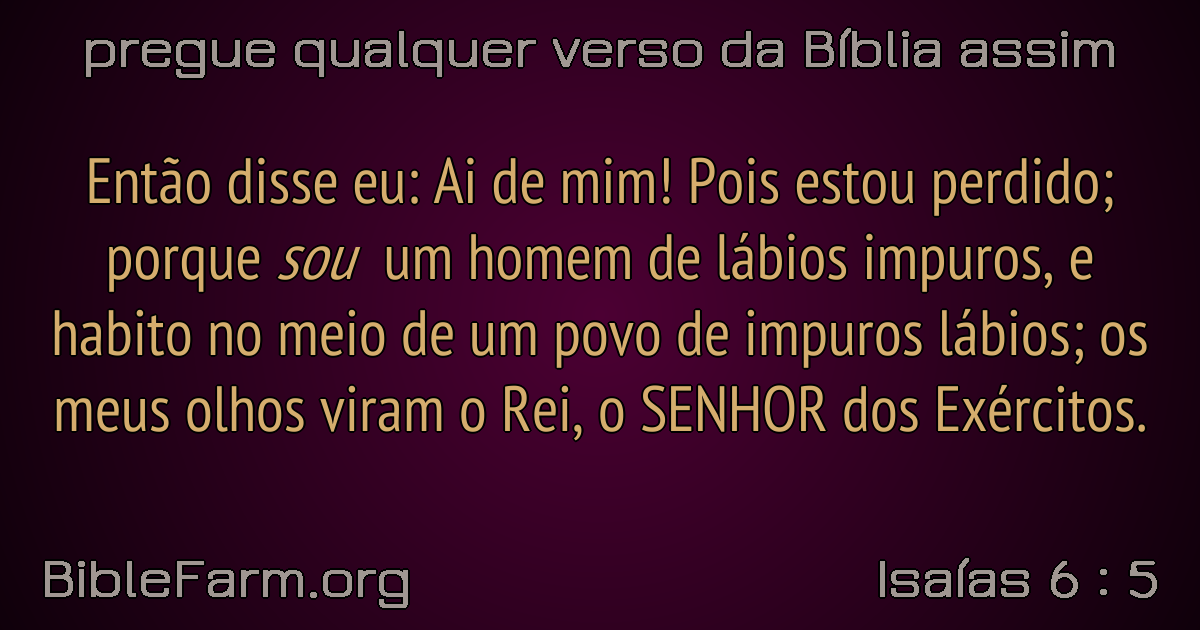 pregue qualquer verso da Bíblia assim
Então disse eu: Ai de mim! Pois estou perdido;
porque sou um homem de lábios impuros, e
habito no meio de um povo de impuros lábios; os
meus olhos viram o Rei, o SENHOR dos Exércitos.
BibleFarm.org
Isaías 6 : 5